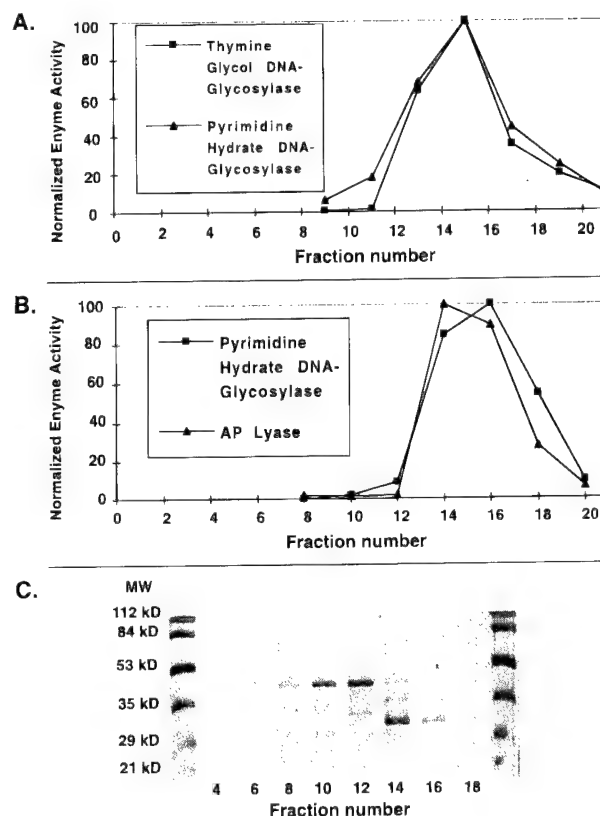 A.
Normalized Enyme Activity
100
80
60
40
20
0
Thymine
Glycol DNA-
Glycosylase
Pyrimidine
Hydrate DNA-
Glycosylase
0 2 4 6 8 10 12 14 16 18 20
Fraction number
B.
Normalized Enyme Activity
100
80
60
40
20
0
Pyrimidine
Hydrate DNA-
Glycosylase
AP Lyase
0 2 4 6 8 10 12 14 16 18 20
Fraction number
C.
MW
112 kD
84 kD
53 kD
35 kD
29 kD
21 kD
4 6 8 10 12 14 16 18
Fraction number